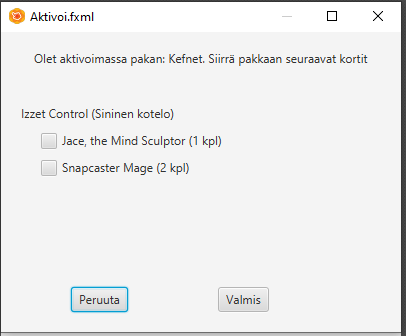 Aktivoi.fxml
Olet aktivoimassa pakan: Kefnet. Siirrä pakkaan seuraavat kortit
Izzet Control (Sininen kotelo)
Jace, the Mind Sculptor (1 kpl)
Snapcaster Mage (2 kpl)
Peruuta Valmis